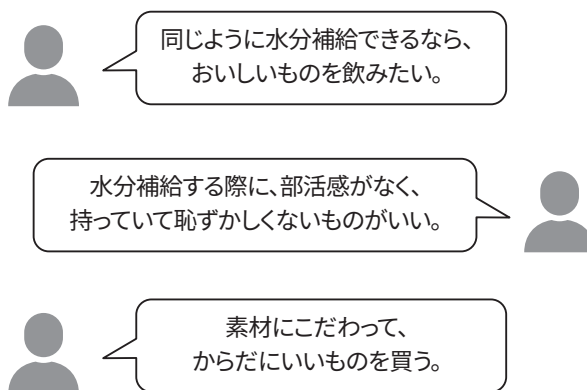 同じように水分補給できるなら、
おいしいものを飲みたい。
水分補給する際に、部活感がなく、
持っていて恥ずかしくないものがいい。
素材にこだわって、
からだにいいものを買う。